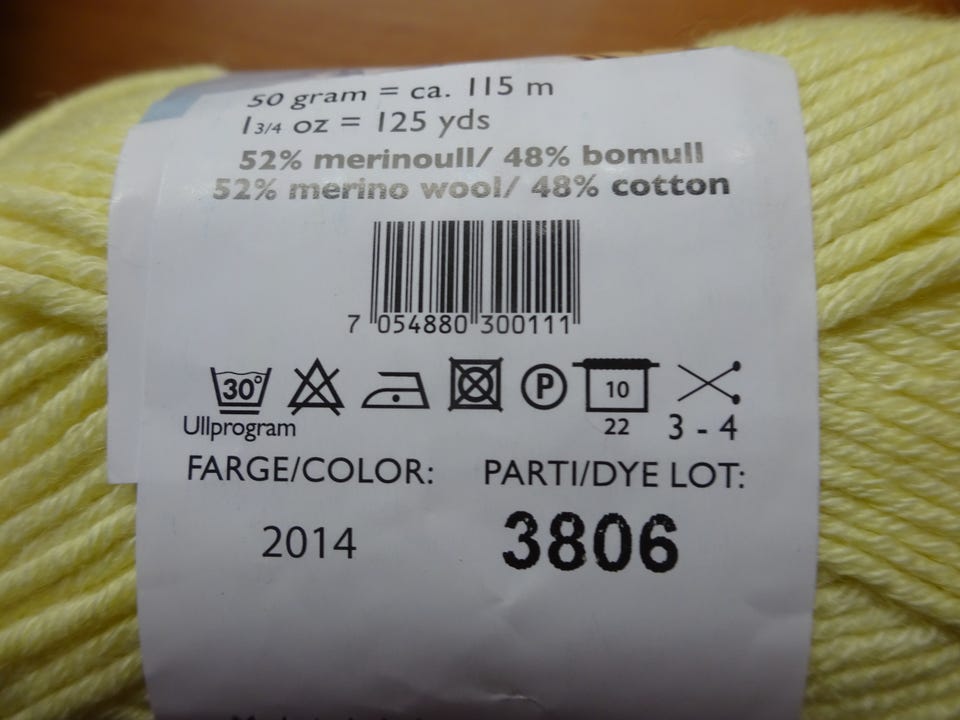 50 gram = ca. 115 m
1 3/4 oz = 125 yds
52% merinoull/ 48% bomull
52% merino wool/ 48% cotton
7 054880 300111
30° P 10
Ullprogram 22 3 - 4
FARGE/COLOR: PARTI/DYE LOT:
2014 3806